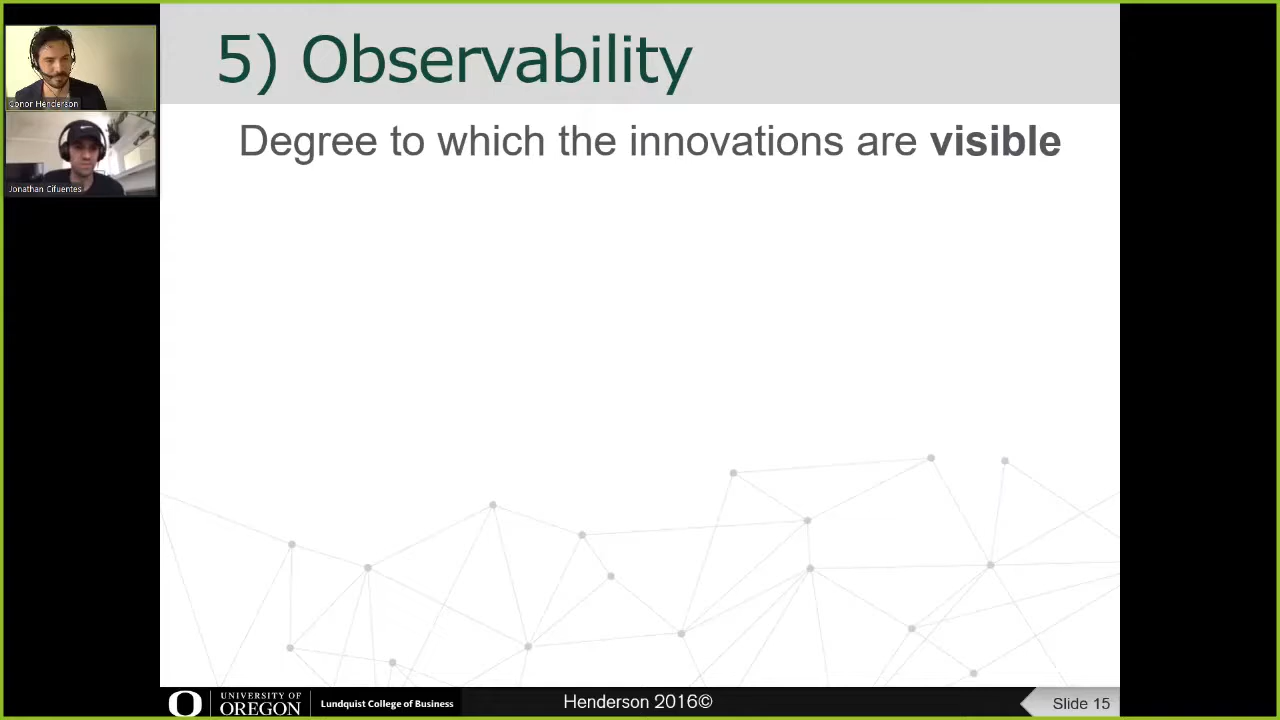 5) Observability
Degree to which the innovations are visible
Conor Henderson
Jonathan Cifuentes
UNIVERSITY OF
OREGON
Lundquist College of Business
Henderson 2016©
Slide 15